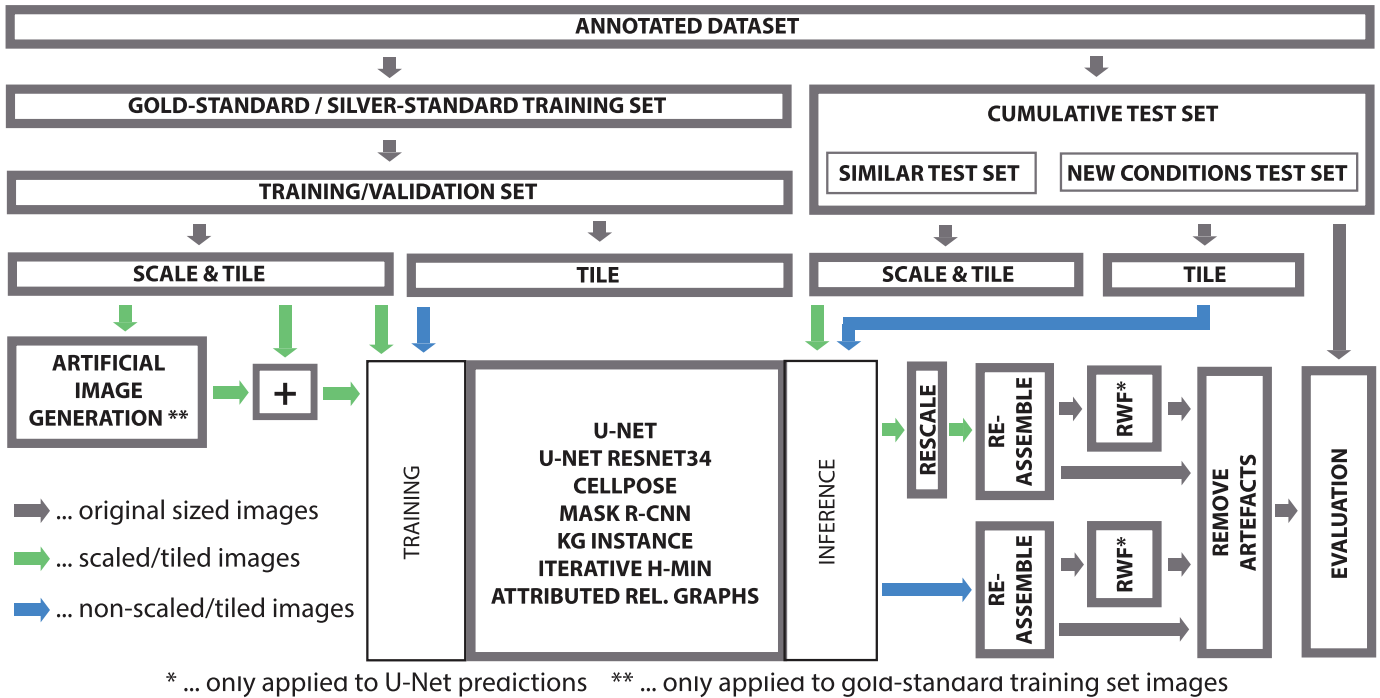 ANNOTATED DATASET
GOLD-STANDARD / SILVER-STANDARD TRAINING SET
CUMULATIVE TEST SET
SIMILAR TEST SET
NEW CONDITIONS TEST SET
TRAINING/VALIDATION SET
SCALE & TILE
TILE
SCALE & TILE
TILE
ARTIFICIAL
IMAGE
GENERATION **
+
TRAINING
U-NET
U-NET RESNET34
CELLPOSE
MASK R-CNN
KG INSTANCE
ITERATIVE H-MIN
ATTRIBUTED REL. GRAPHS
INFERENCE
RESCALE
RE-
ASSEMBLE
RWF*
RE-
ASSEMBLE
RWF*
REMOVE
ARTEFACTS
EVALUATION
... original sized images
... scaled/tiled images
... non-scaled/tiled images
* ... only applied to U-Net predictions ** ... only applied to gold-standard training set images